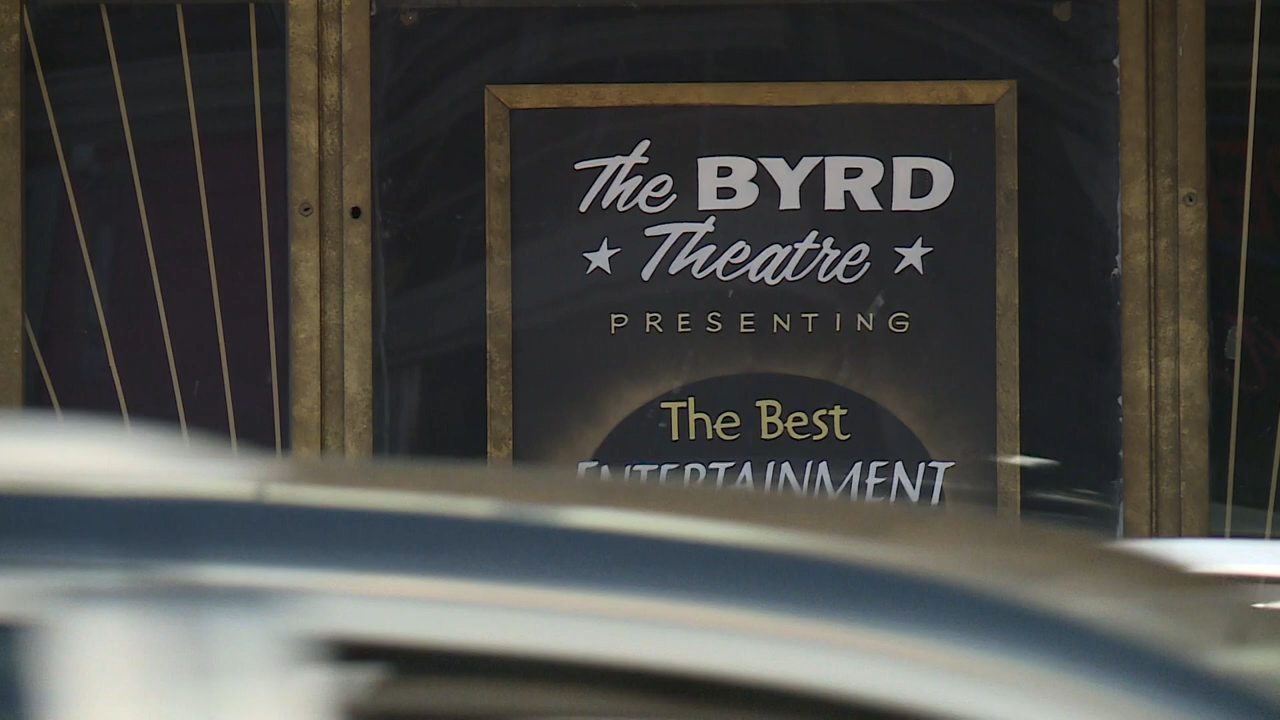 The BYRD
Theatre
PRESENTING
The Best
ENTERTAINMENT